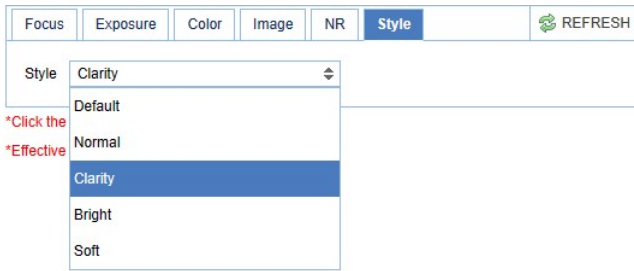 Focus Exposure Color Image NR Style REFRESH
Style Clarity
Default
*Click the
Normal
*Effective
Clarity
Bright
Soft